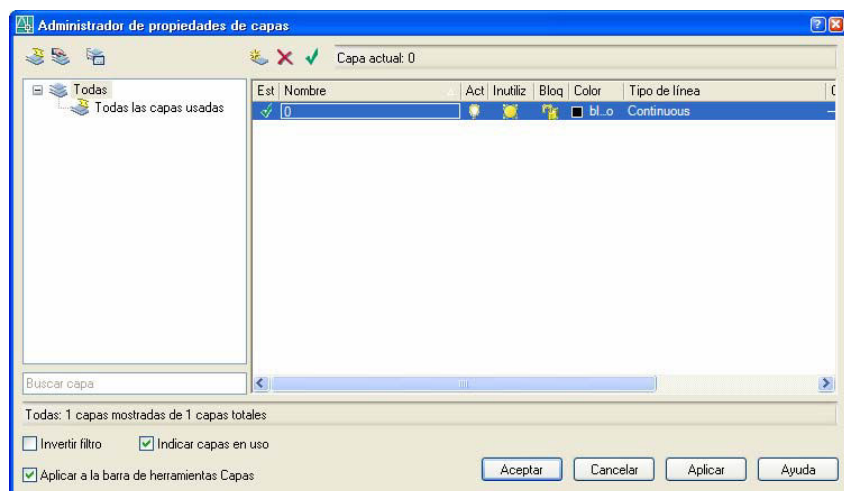 Administrador de propiedades de capas
Capa actual: 0
Todas
Todas las capas usadas
Est Nombre Act Inutiliz Bloq Color Tipo de línea
0 bl...o Continuous
Buscar capa
Todas: 1 capas mostradas de 1 capas totales
Invertir filtro Indicar capas en uso
Aplicar a la barra de herramientas Capas
Aceptar Cancelar Aplicar Ayuda